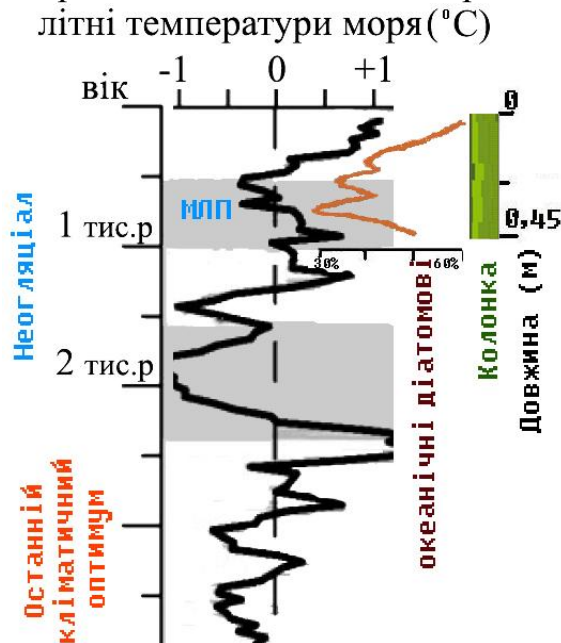 літні температури моря(°С)
-1 0 +1
вік
0
МЛП
1 тис.р
0,45
30% 60%
2 тис.р
Неогляціал
Останній
кліматичний
оптимум
океанічні діатомові
Колонка
Довжина (м)